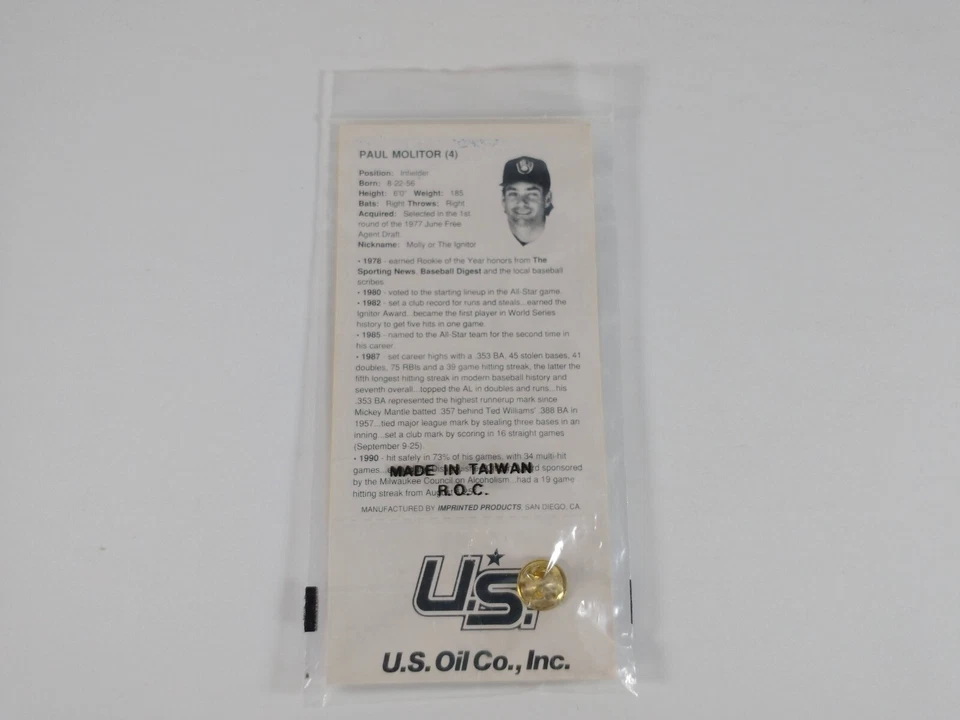 PAUL MOLITOR (4)
Position: Infielder
Born: 8-22-56
Height: 6'0" Weight: 185
Bats: Right Throws: Right
Acquired: Selected in the 1st
round of the 1977 June Free
Agent Draft.
Nickname: Molly or The Ignitor
• 1978 - earned Rookie of the Year honors from The
Sporting News, Baseball Digest and the local baseball
scribes.
• 1980 - voted to the starting lineup in the All-Star game.
• 1982 - set a club record for runs and steals...earned the
Ignitor Award...became the first player in World Series
history to get five hits in one game.
• 1985 - named to the All-Star team for the second time in
his career.
• 1987 - set career highs with a .353 BA, 45 stolen bases, 41
doubles, 75 RBIs and a 39 game hitting streak, the latter the
fifth longest hitting streak in modern baseball history and
seventh overall...topped the AL in doubles and runs...his
.353 BA represented the highest runnerup mark since
Mickey Mantle batted .357 behind Ted Williams' .388 BA in
1957...tied major league mark by stealing three bases in an
inning...set a club mark by scoring in 16 straight games
(September 9-25).
• 1990 - hit safely in 73% of his games, with 34 multi-hit
games... sponsored
MADE IN TAIWAN
by the Milwaukee Council on Alcoholism...had a 19 game
R.O.C.
hitting streak from
MANUFACTURED BY IMPRINTED PRODUCTS, SAN DIEGO, CA.
U.S.
U.S. Oil Co., Inc.